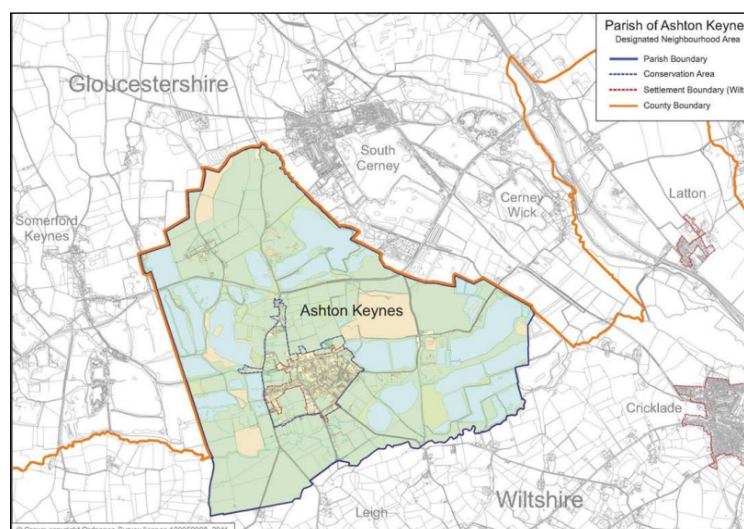 Parish of Ashton Keynes
Designated Neighbourhood Area
Parish Boundary
Conservation Area
Settlement Boundary (Wilt
County Boundary
Gloucestershire
South
Cerney
Cerney
Wick
Latton
Somerford
Keynes
Ashton Keynes
Cricklade
Wiltshire
Leigh